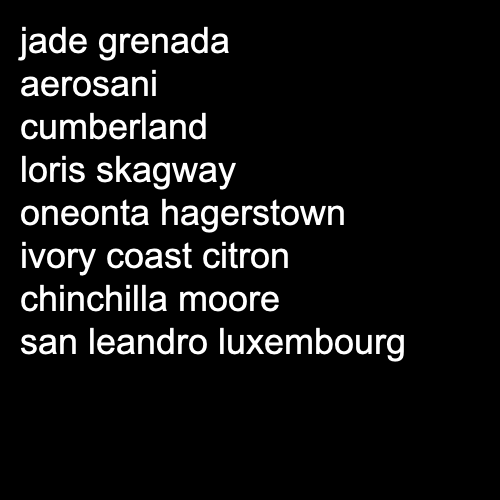 jade grenada
aerosani
cumberland
loris skagway
oneonta hagerstown
ivory coast citron
chinchilla moore
san leandro luxembourg